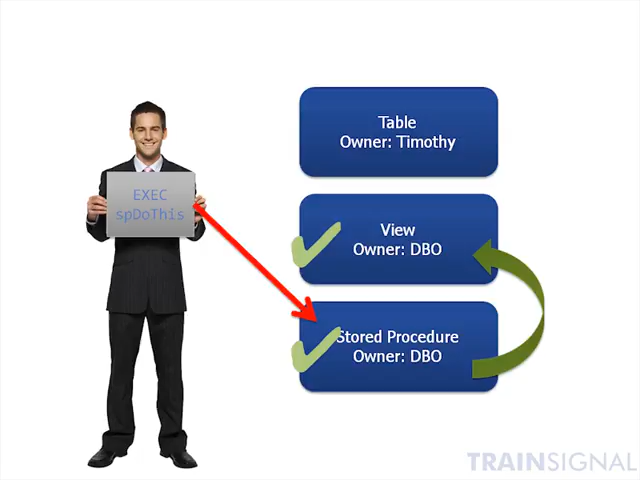 Table
Owner: Timothy
EXEC
spDoThis
View
Owner: DBO
Stored Procedure
Owner: DBO
TRAINSIGNAL